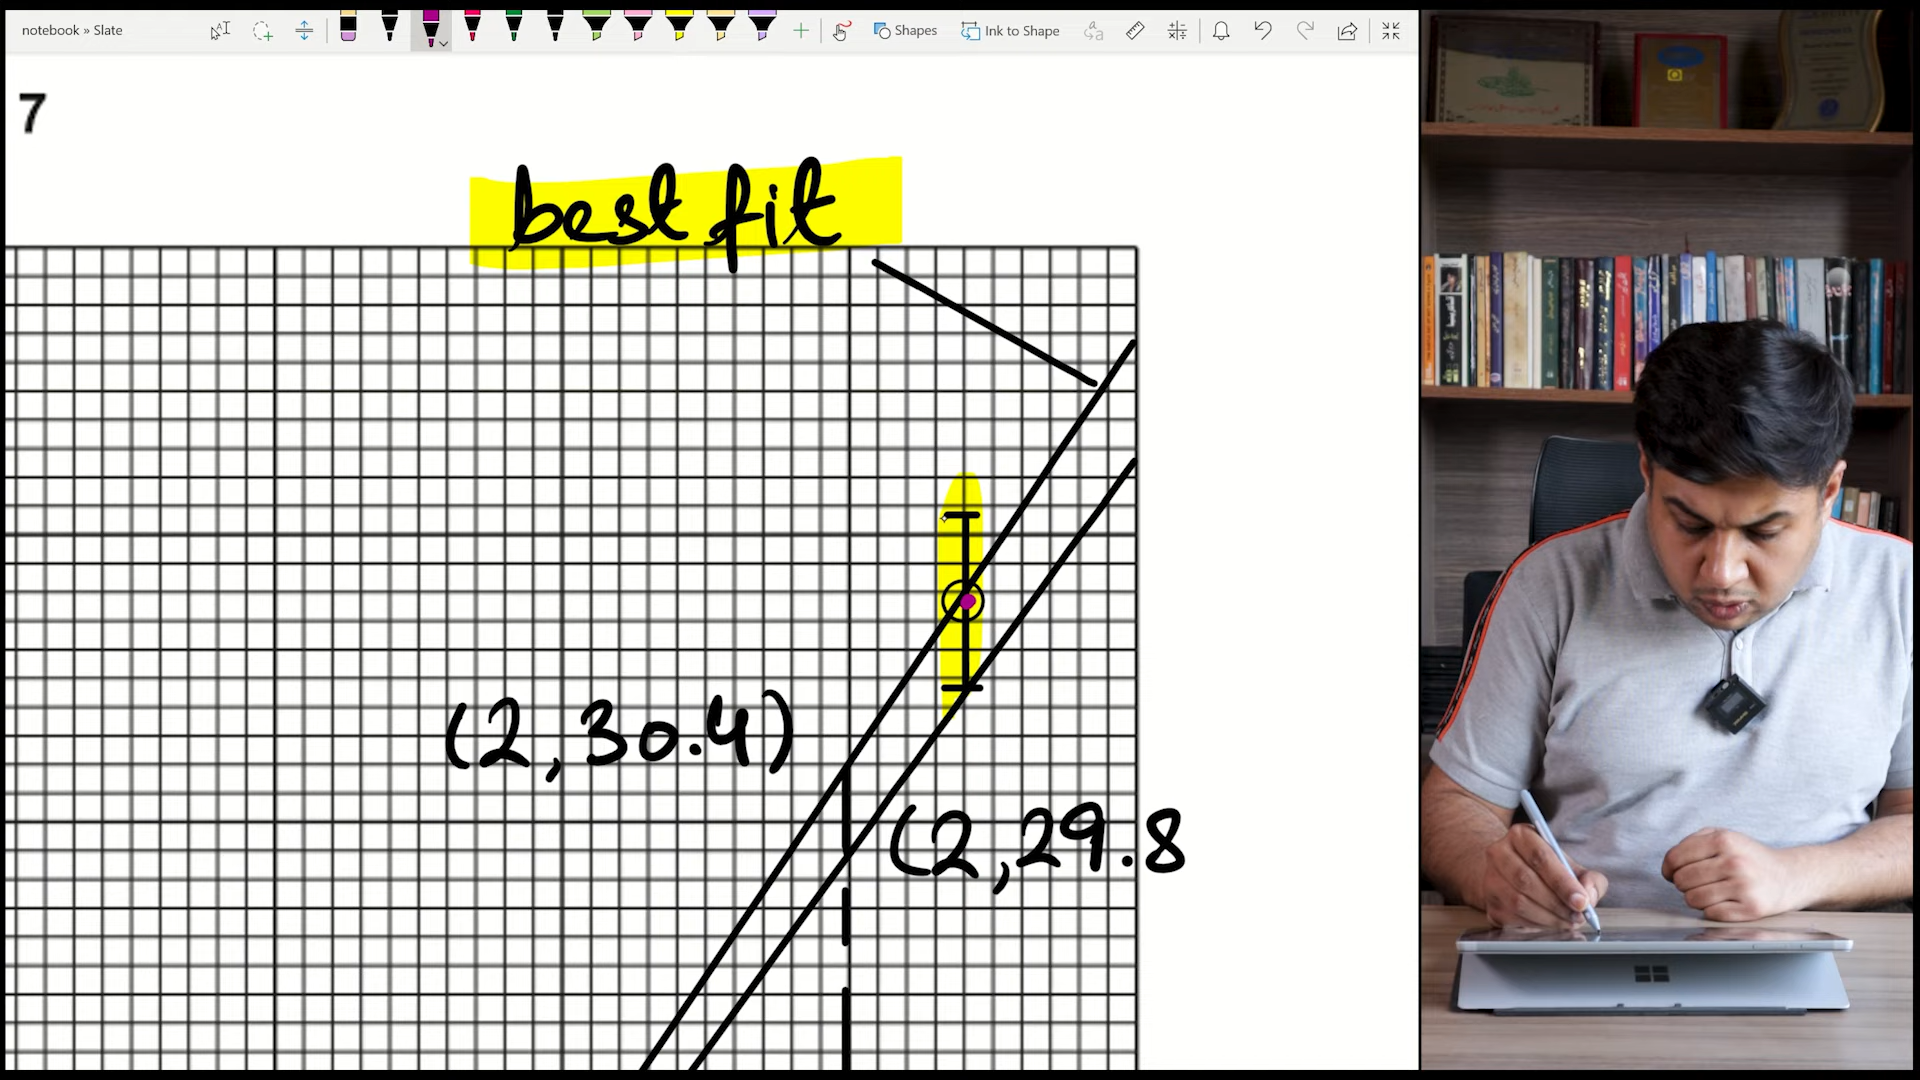 notebook » Slate
Shapes
Ink to Shape
7
best fit
(2,30.4)
(2,29.8